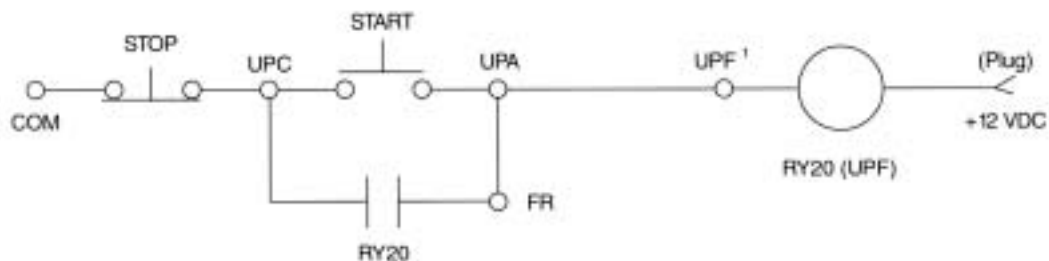 START
STOP
UPC
UPA
UPF 1
(Plug)
COM
+12 VDC
RY20 (UPF)
FR
RY20